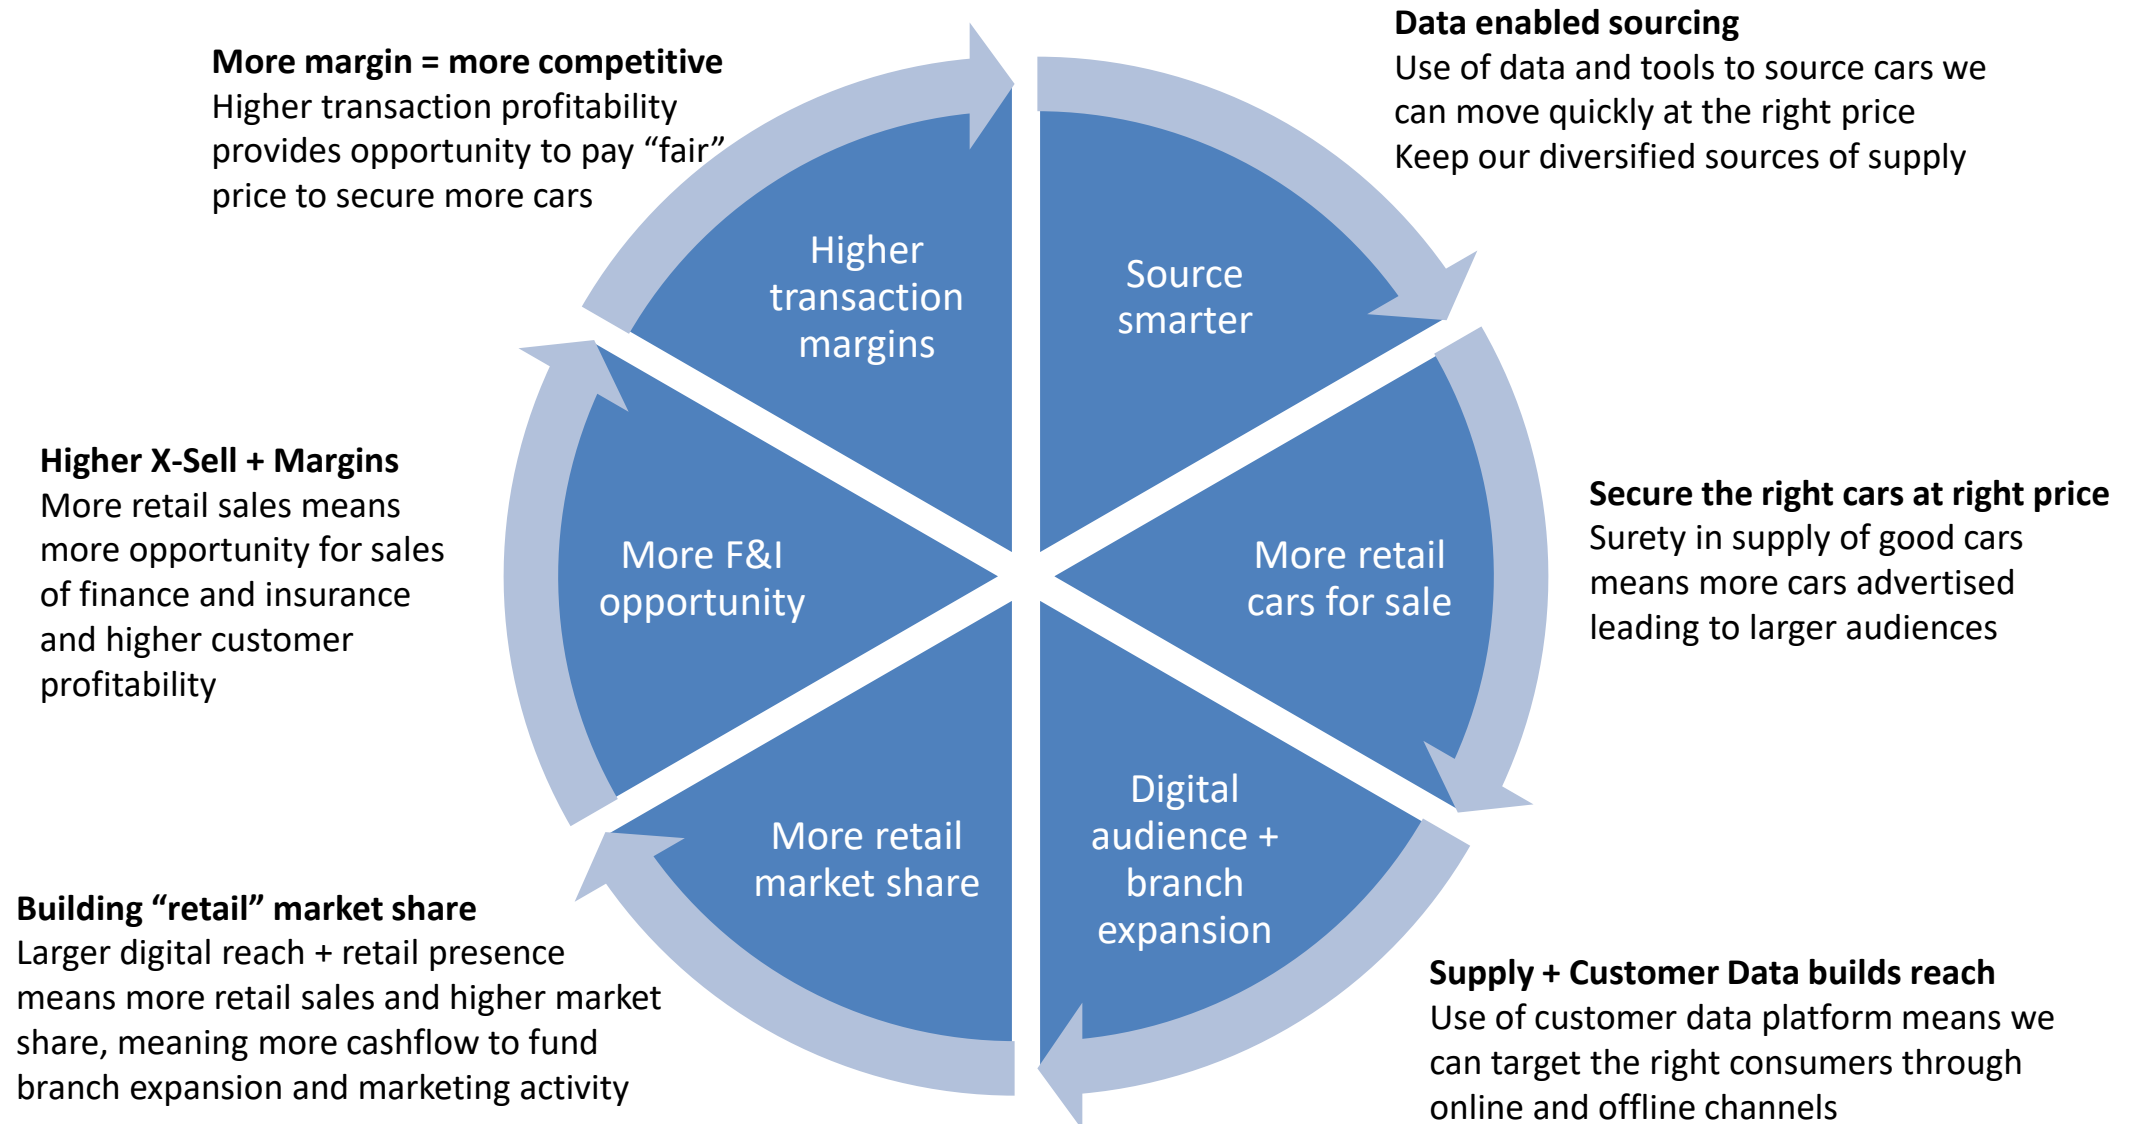 More margin = more competitive
Higher transaction profitability
provides opportunity to pay “fair”
price to secure more cars
Data enabled sourcing
Use of data and tools to source cars we
can move quickly at the right price
Keep our diversified sources of supply
Higher
transaction
margins
Source
smarter
Higher X-Sell + Margins
More retail sales means
more opportunity for sales
of finance and insurance
and higher customer
profitability
More F&I
opportunity
More retail
cars for sale
Secure the right cars at right price
Surety in supply of good cars
means more cars advertised
leading to larger audiences
More retail
market share
Digital
audience +
branch
expansion
Building “retail” market share
Larger digital reach + retail presence
means more retail sales and higher market
share, meaning more cashflow to fund
branch expansion and marketing activity
Supply + Customer Data builds reach
Use of customer data platform means we
can target the right consumers through
online and offline channels